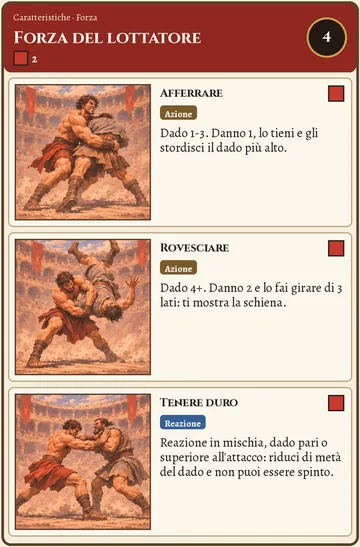 Caratteristiche · Forza
Forza del lottatore
4
2
Afferrare
Azione
Dado 1-3. Danno 1, lo tieni e gli
stordisci il dado più alto.
Rovesciare
Azione
Dado 4+. Danno 2 e lo fai girare di 3
lati: ti mostra la schiena.
Tenere duro
Reazione
Reazione in mischia, dado pari o
superiore all'attacco: riduci di metà
del dado e non puoi essere spinto.